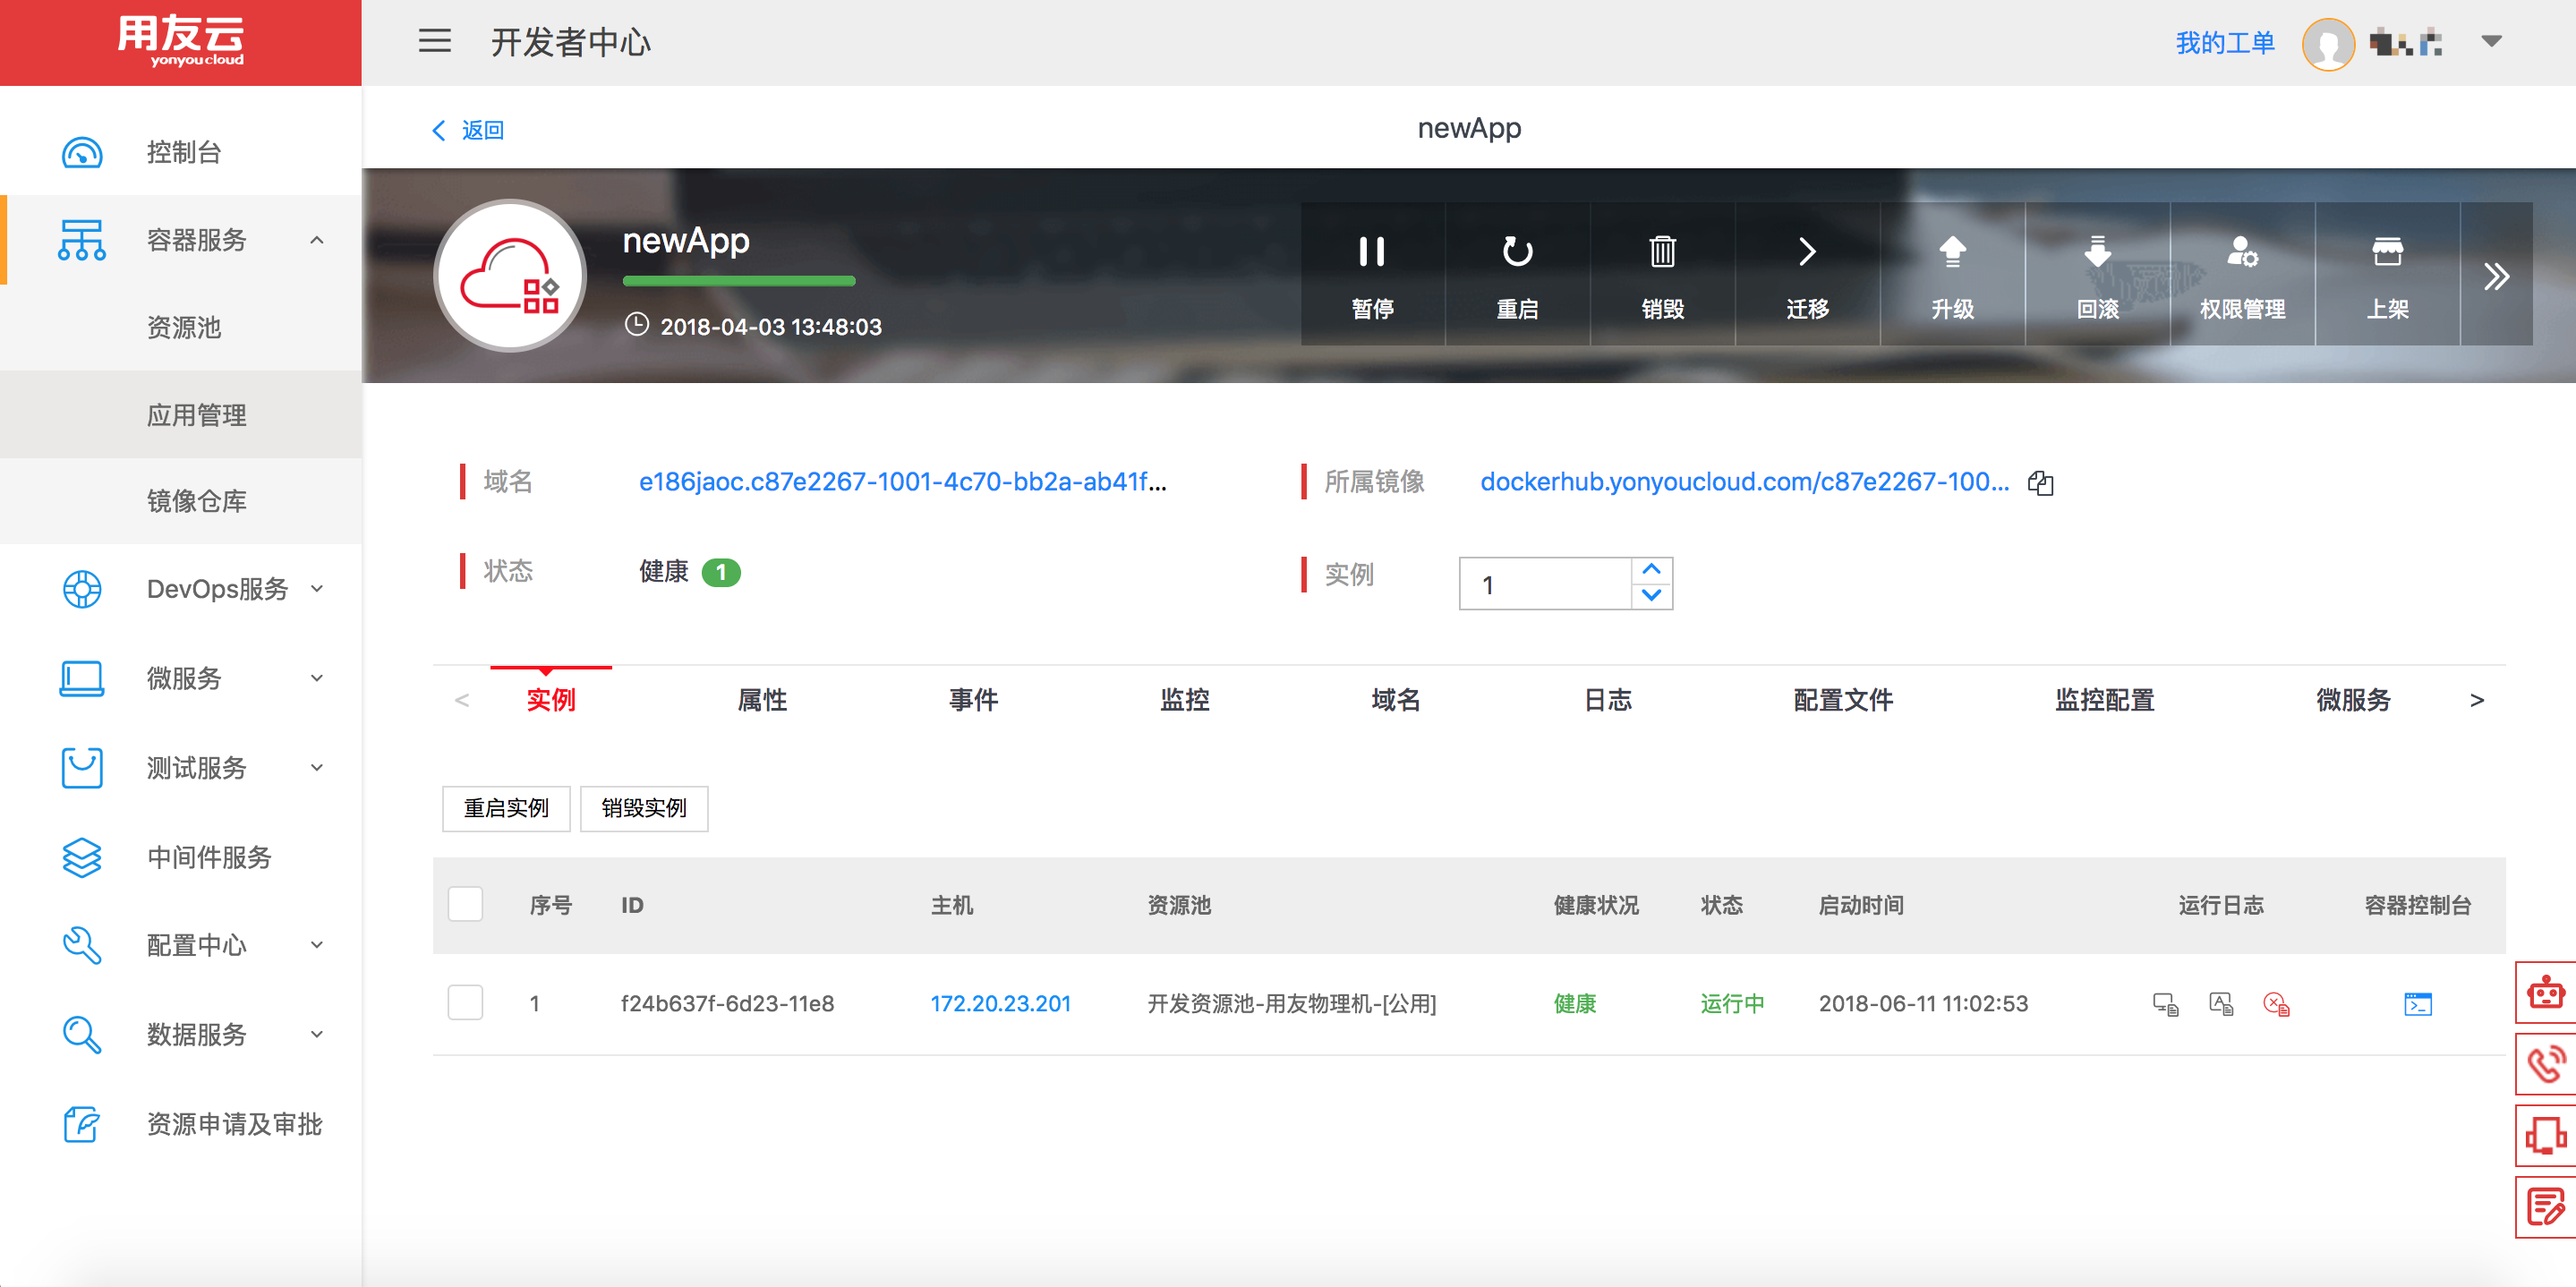 用友云
yonyou cloud
开发者中心
我的工单
控制台
容器服务
资源池
应用管理
镜像仓库
DevOps服务
微服务
测试服务
中间件服务
配置中心
数据服务
资源申请及审批
返回
newApp
newApp
2018-04-03 13:48:03
暂停
重启
销毁
迁移
升级
回滚
权限管理
上架
域名 e186jaoc.c87e2267-1001-4c70-bb2a-ab41f...
所属镜像 dockerhub.yonyoucloud.com/c87e2267-100...
状态 健康 1
实例 1
< 实例 属性 事件 监控 域名 日志 配置文件 监控配置 微服务 >
重启实例 销毁实例
序号 ID 主机 资源池 健康状况 状态 启动时间 运行日志 容器控制台
1 f24b637f-6d23-11e8 172.20.23.201 开发资源池-用友物理机-[公用] 健康 运行中 2018-06-11 11:02:53